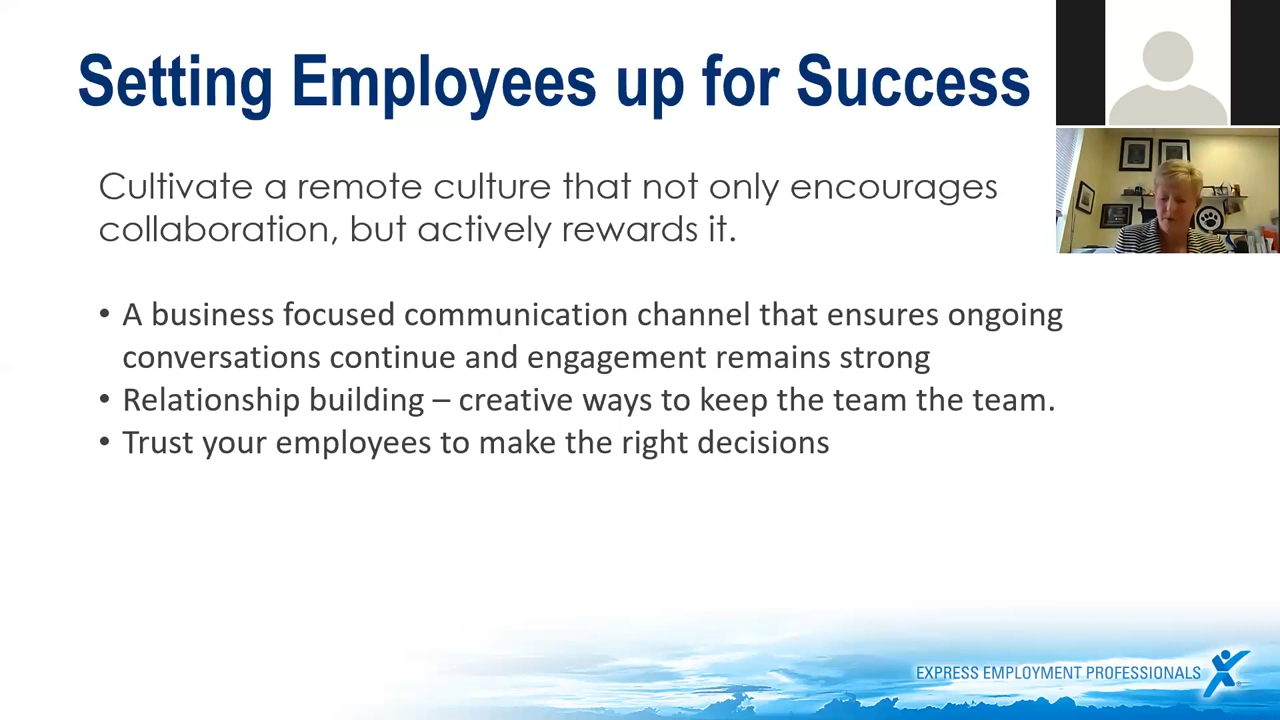 Setting Employees up for Success
Cultivate a remote culture that not only encourages
collaboration, but actively rewards it.
• A business focused communication channel that ensures ongoing
conversations continue and engagement remains strong
• Relationship building – creative ways to keep the team the team.
• Trust your employees to make the right decisions
EXPRESS EMPLOYMENT PROFESSIONALS